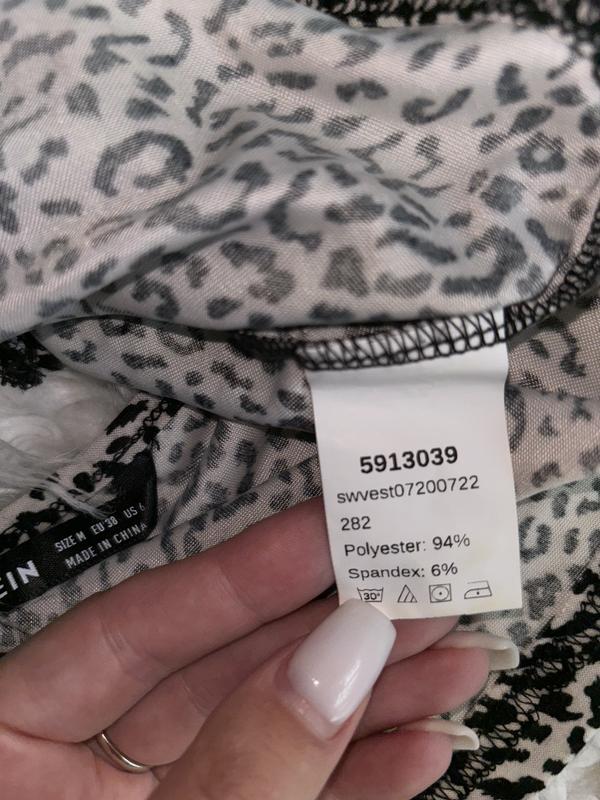 5913039
swvest07200722
282
Polyester: 94%
Spandex: 6%
30°
EIN
SIZE M EU 38 US 6
MADE IN CHINA